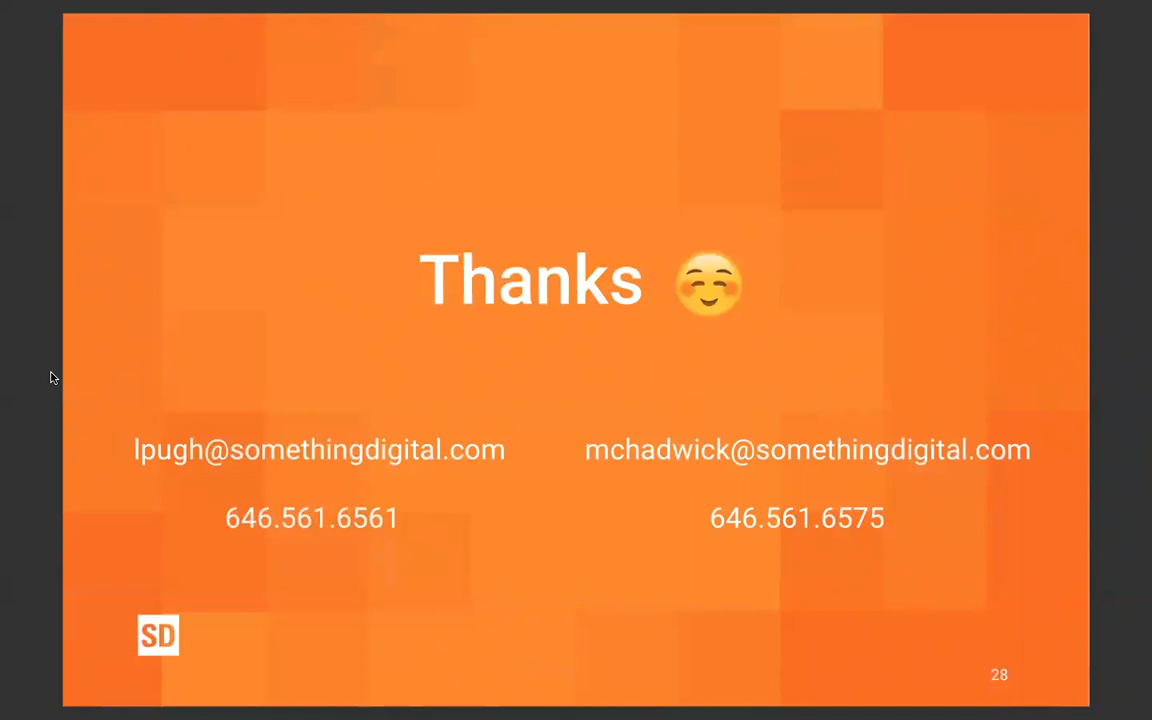 Thanks ☺️
lpugh@somethingdigital.com
646.561.6561
mchadwick@somethingdigital.com
646.561.6575
SD
28